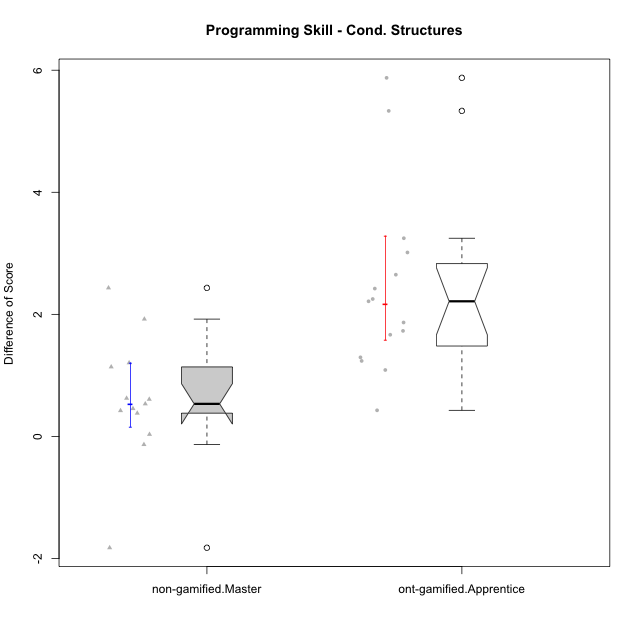 Programming Skill - Cond. Structures
Difference of Score
6
4
2
0
-2
non-gamified.Master
ont-gamified.Apprentice